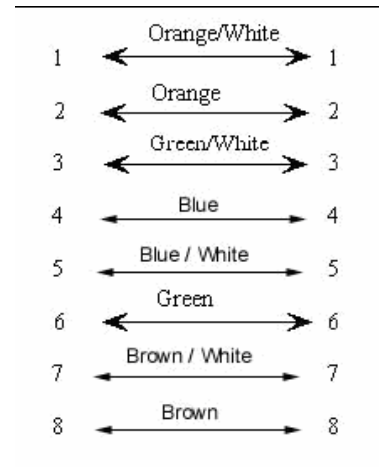 Orange/White
1 1
Orange
2 2
Green/White
3 3
Blue
4 4
Blue / White
5 5
Green
6 6
Brown / White
7 7
Brown
8 8